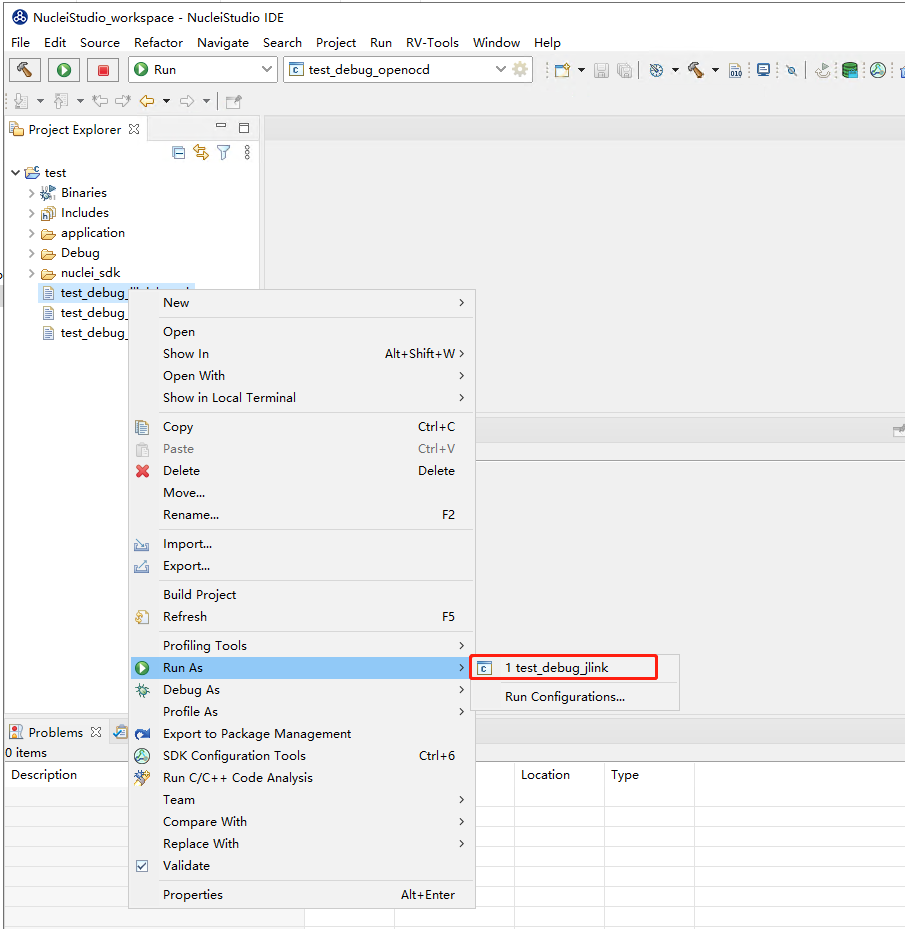 NucleiStudio_workspace - NucleiStudio IDE
File Edit Source Refactor Navigate Search Project Run RV-Tools Window Help
Run test_debug_openocd
Project Explorer
test
Binaries
Includes
application
Debug
nuclei_sdk
test_debug_
test_debug_
test_debug_
New
Open
Show In Alt+Shift+W
Open With
Show in Local Terminal
Copy Ctrl+C
Paste Ctrl+V
Delete Delete
Move...
Rename... F2
Import...
Export...
Build Project
Refresh F5
Profiling Tools
Run As
1 test_debug_jlink
Run Configurations...
Debug As
Profile As
Export to Package Management
SDK Configuration Tools Ctrl+6
Run C/C++ Code Analysis
Team
Compare With
Replace With
Validate
Properties Alt+Enter
Problems
0 items
Description Location Type